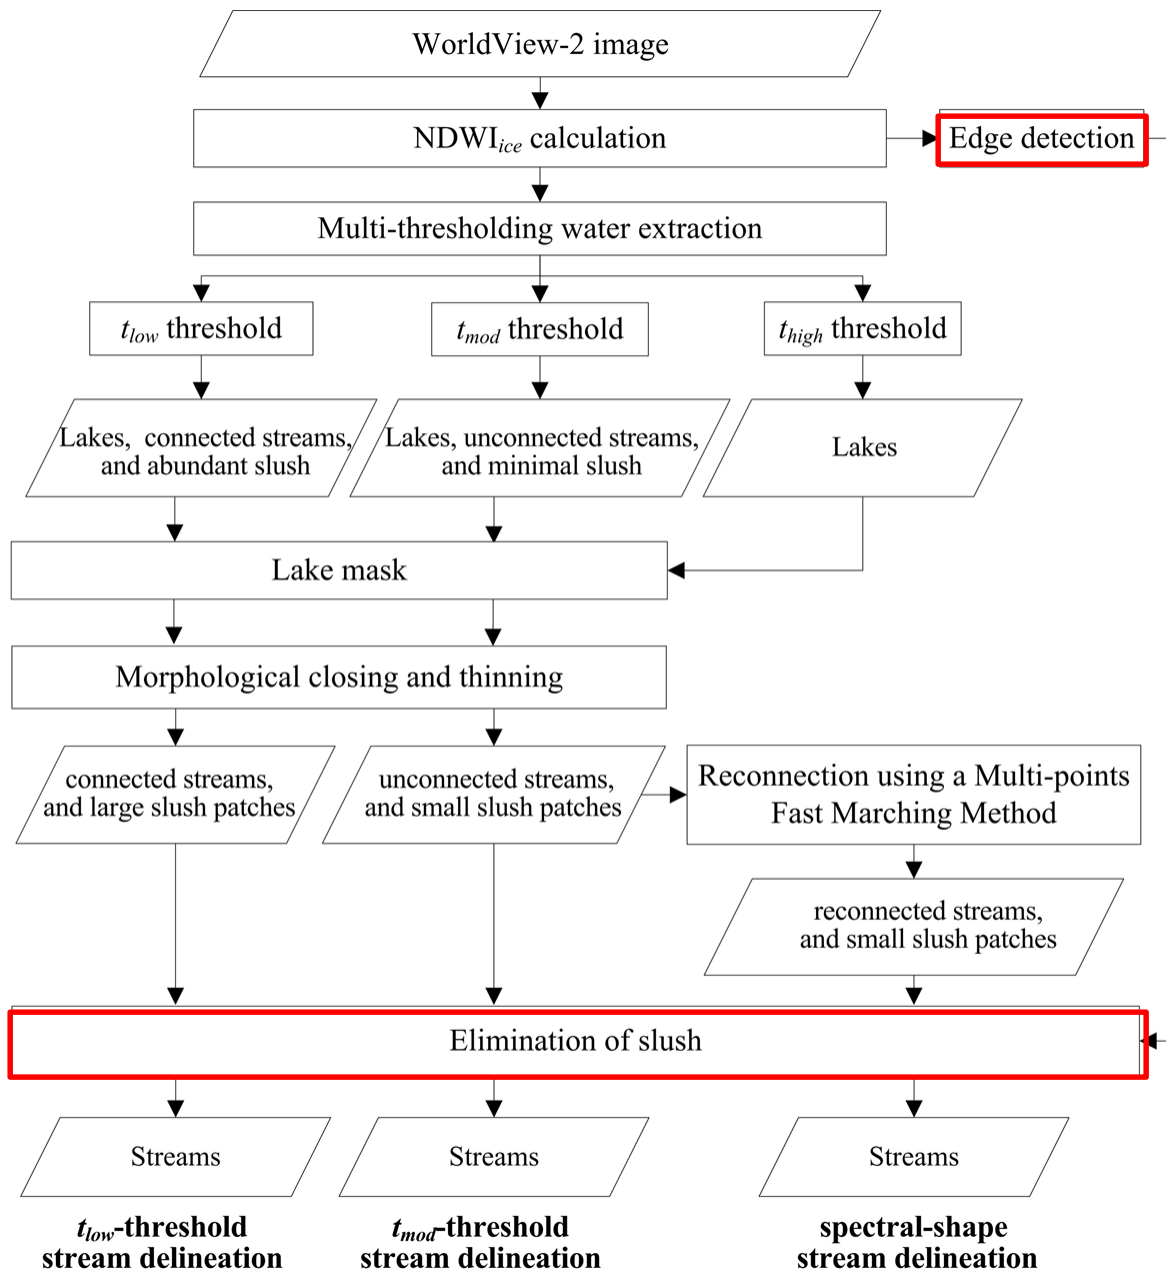 WorldView-2 image
NDWIice calculation
Edge detection
Multi-thresholding water extraction
tlow threshold
tmod threshold
thigh threshold
Lakes, connected streams,
and abundant slush
Lakes, unconnected streams,
and minimal slush
Lakes
Lake mask
Morphological closing and thinning
connected streams,
and large slush patches
unconnected streams,
and small slush patches
Reconnection using a Multi-points
Fast Marching Method
reconnected streams,
and small slush patches
Elimination of slush
Streams
Streams
Streams
tlow-threshold
stream delineation
tmod-threshold
stream delineation
spectral-shape
stream delineation